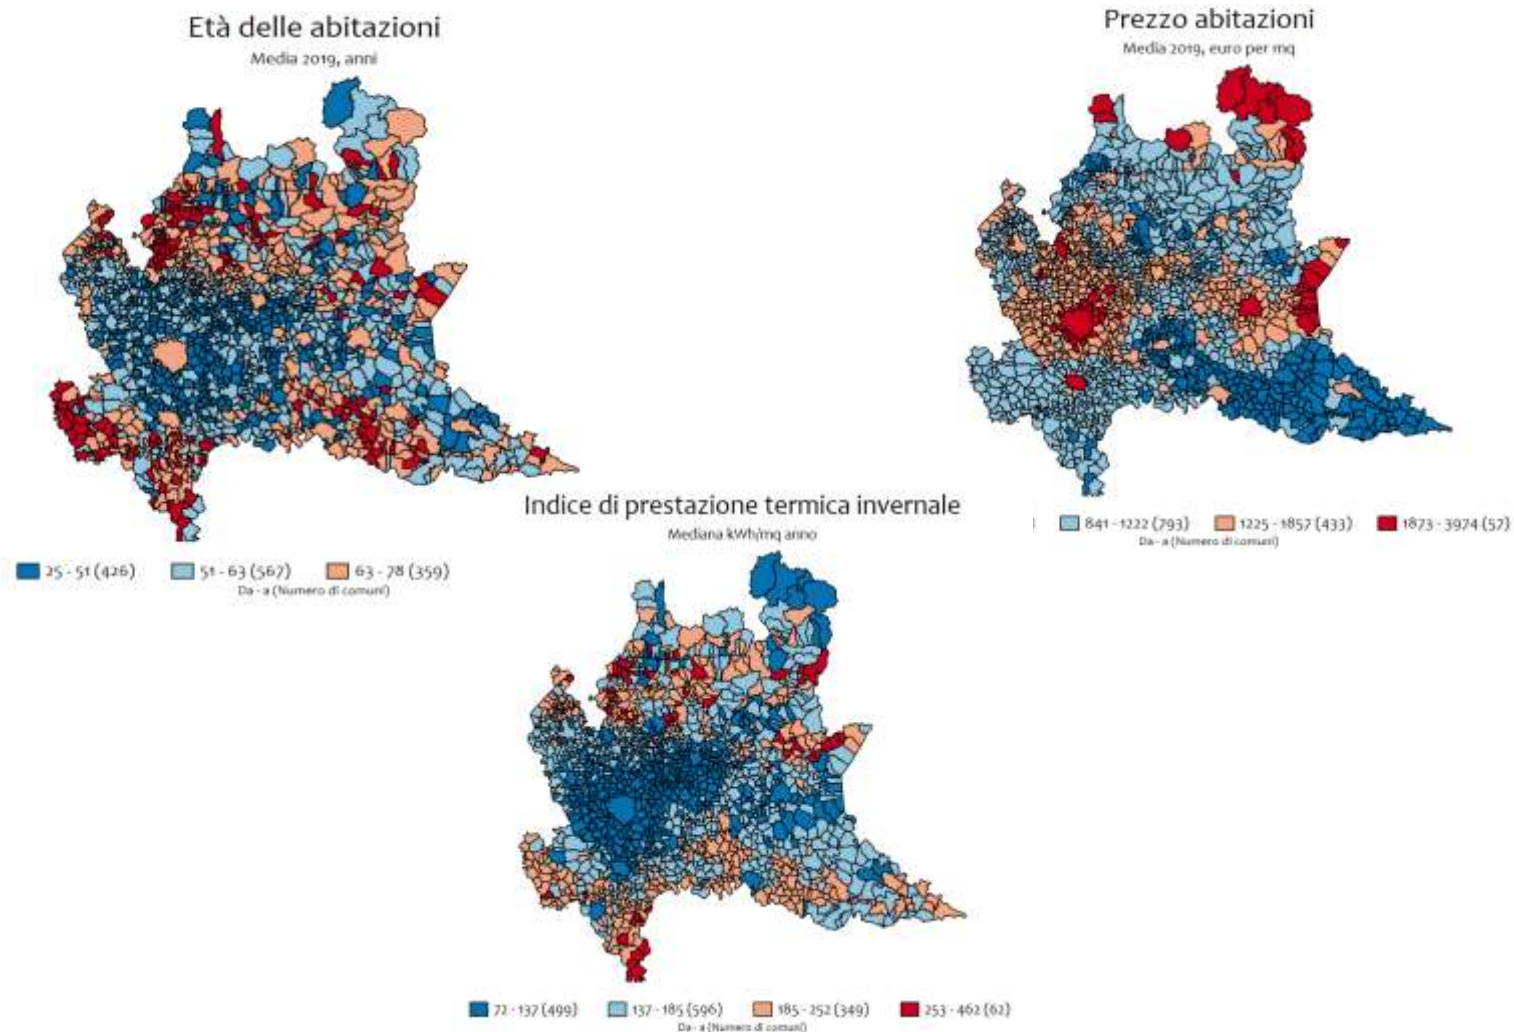 Età delle abitazioni
Media 2019, anni
Prezzo abitazioni
Media 2019, euro per mq
25 - 51 (426) 51 - 63 (567) 63 - 78 (359)
Da - a (Numero di comuni)
841 - 1222 (793) 1225 - 1857 (433) 1873 - 3974 (57)
Da - a (Numero di comuni)
Indice di prestazione termica invernale
Mediana kWh/mq anno
72 - 137 (499) 137 - 185 (596) 185 - 252 (349) 253 - 462 (62)
Da - a (Numero di comuni)